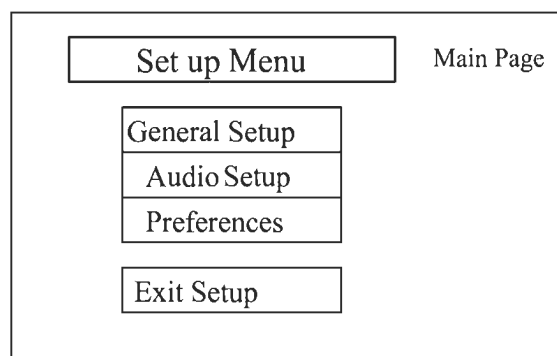 Set up Menu Main Page
General Setup
Audio Setup
Preferences
Exit Setup